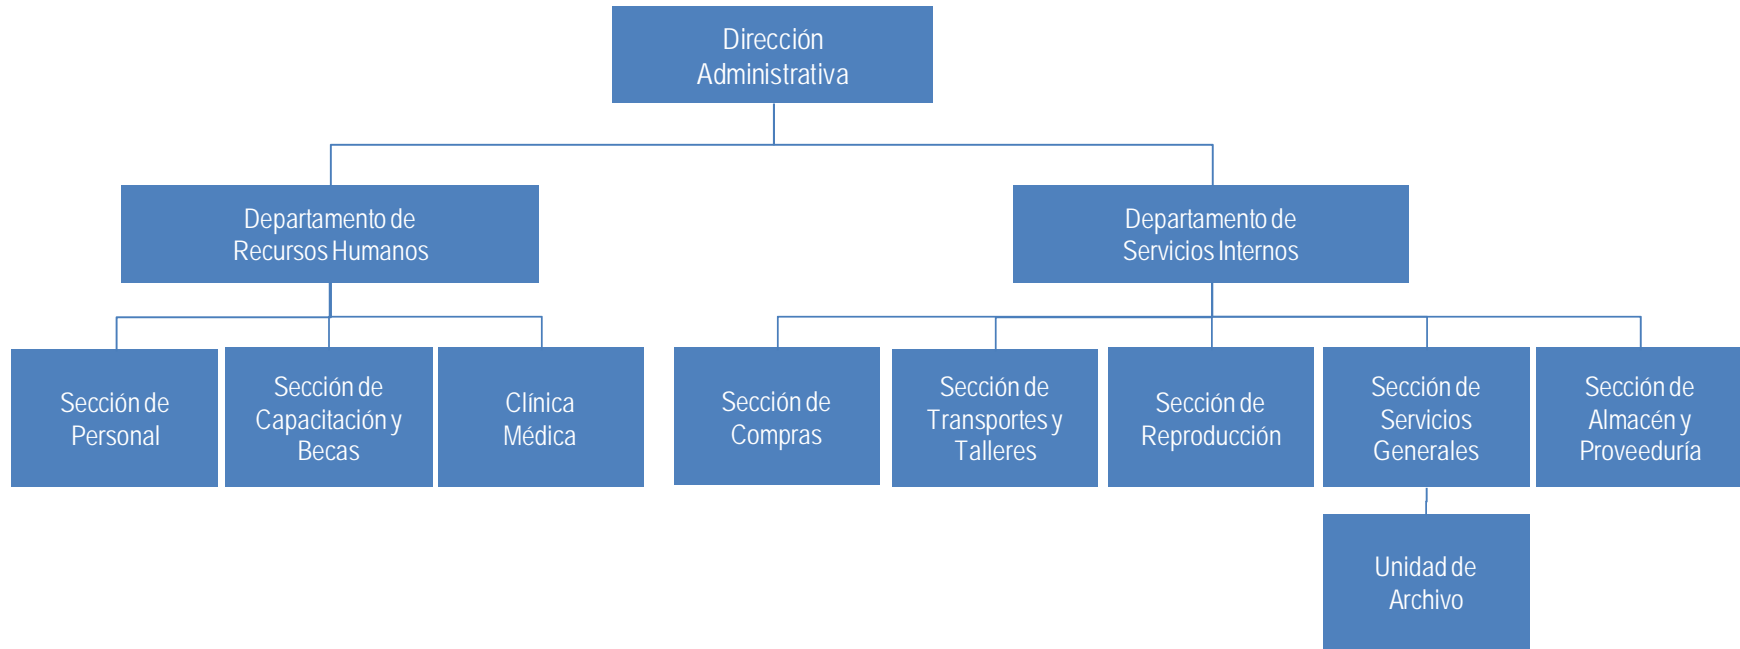 Dirección
Administrativa
Departamento de
Recursos Humanos
Departamento de
Servicios Internos
Sección de
Personal
Sección de
Capacitación y
Becas
Clínica
Médica
Sección de
Compras
Sección de
Transportes y
Talleres
Sección de
Reproducción
Sección de
Servicios
Generales
Sección de
Almacén y
Proveeduría
Unidad de
Archivo